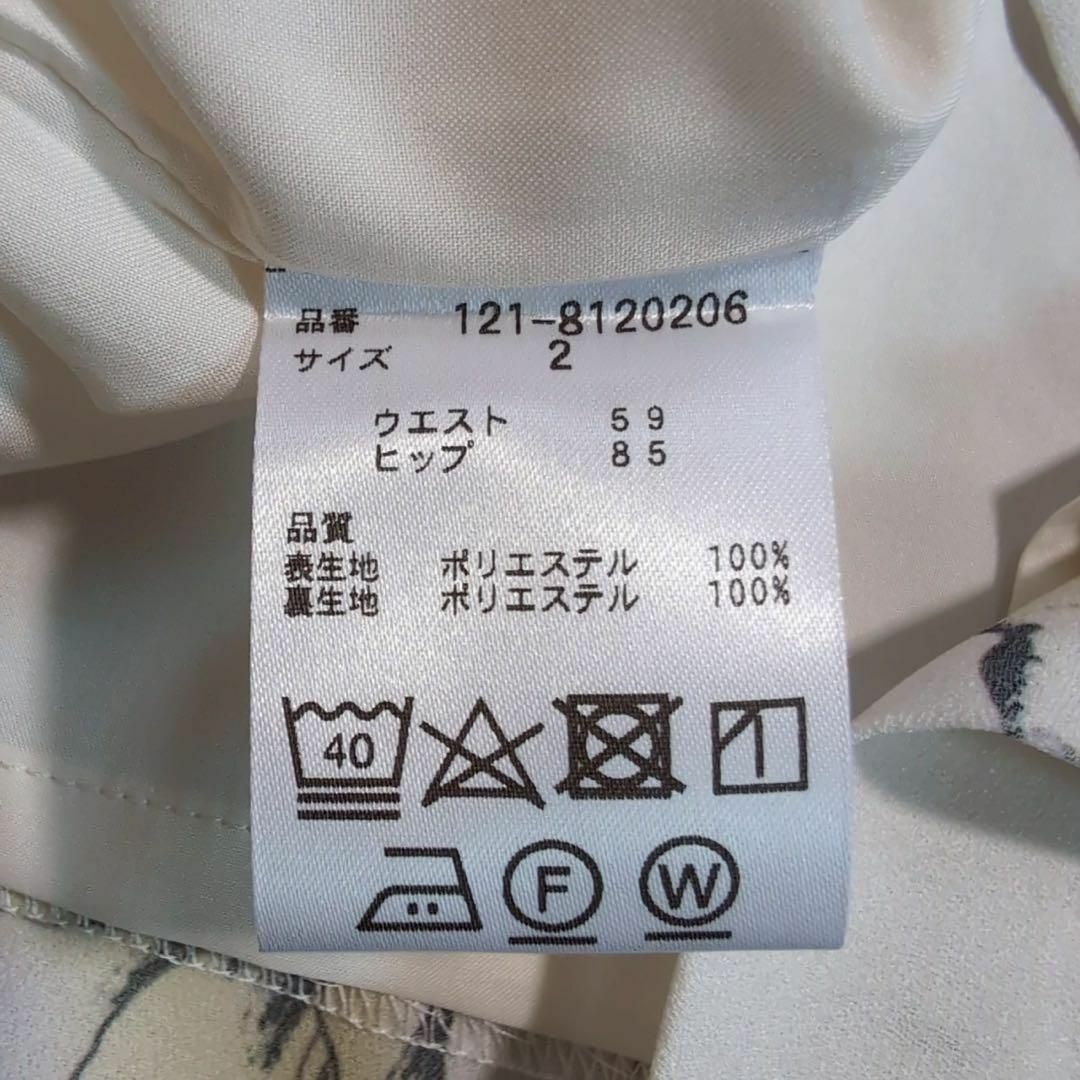 品番 121-8120206
サイズ 2
ウエスト 59
ヒップ 85
品質
表生地 ポリエステル 100%
裏生地 ポリエステル 100%
40
F W